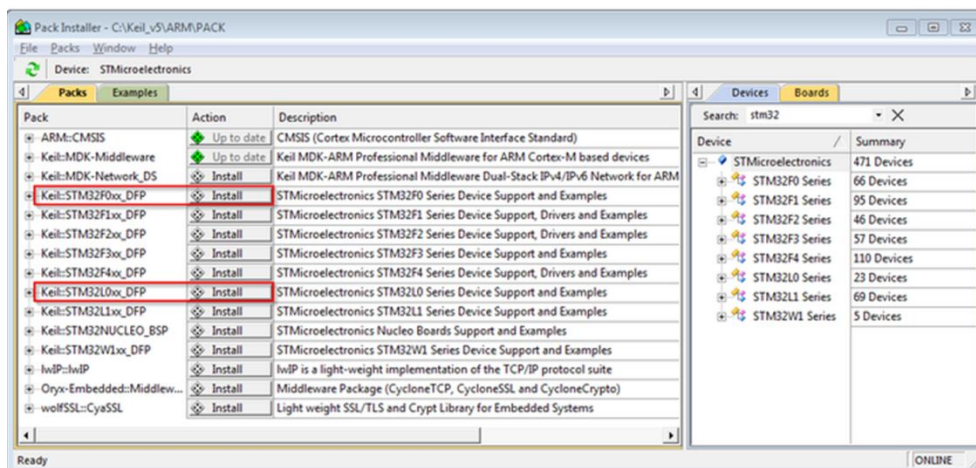 Pack Installer - C:\Keil_v5\ARM\PACK
File Packs Window Help
Device: STMicroelectronics
Packs Examples
Pack Action Description
ARM::CMSIS Up to date CMSIS (Cortex Microcontroller Software Interface Standard)
Keil::MDK-Middleware Up to date Keil MDK-ARM Professional Middleware for ARM Cortex-M based devices
Keil::MDK-Network_DS Install Keil MDK-ARM Professional Middleware Dual-Stack IPv4/IPv6 Network for ARM
Keil::STM32F0xx_DFP Install STMicroelectronics STM32F0 Series Device Support and Examples
Keil::STM32F1xx_DFP Install STMicroelectronics STM32F1 Series Device Support, Drivers and Examples
Keil::STM32F2xx_DFP Install STMicroelectronics STM32F2 Series Device Support, Drivers and Examples
Keil::STM32F3xx_DFP Install STMicroelectronics STM32F3 Series Device Support and Examples
Keil::STM32F4xx_DFP Install STMicroelectronics STM32F4 Series Device Support, Drivers and Examples
Keil::STM32L0xx_DFP Install STMicroelectronics STM32L0 Series Device Support and Examples
Keil::STM32L1xx_DFP Install STMicroelectronics STM32L1 Series Device Support and Examples
Keil::STM32NUCLEO_BSP Install STMicroelectronics Nucleo Boards Support and Examples
Keil::STM32W1xx_DFP Install STMicroelectronics STM32W1 Series Device Support and Examples
lwIP::lwIP Install lwIP is a light-weight implementation of the TCP/IP protocol suite
Oryx-Embedded::Middlew... Install Middleware Package (CycloneTCP, CycloneSSL and CycloneCrypto)
wolfSSL::CyaSSL Install Light weight SSL/TLS and Crypt Library for Embedded Systems
Devices Boards
Search: stm32
Device Summary
STMicroelectronics 471 Devices
STM32F0 Series 66 Devices
STM32F1 Series 95 Devices
STM32F2 Series 46 Devices
STM32F3 Series 57 Devices
STM32F4 Series 110 Devices
STM32L0 Series 23 Devices
STM32L1 Series 69 Devices
STM32W1 Series 5 Devices
Ready ONLINE